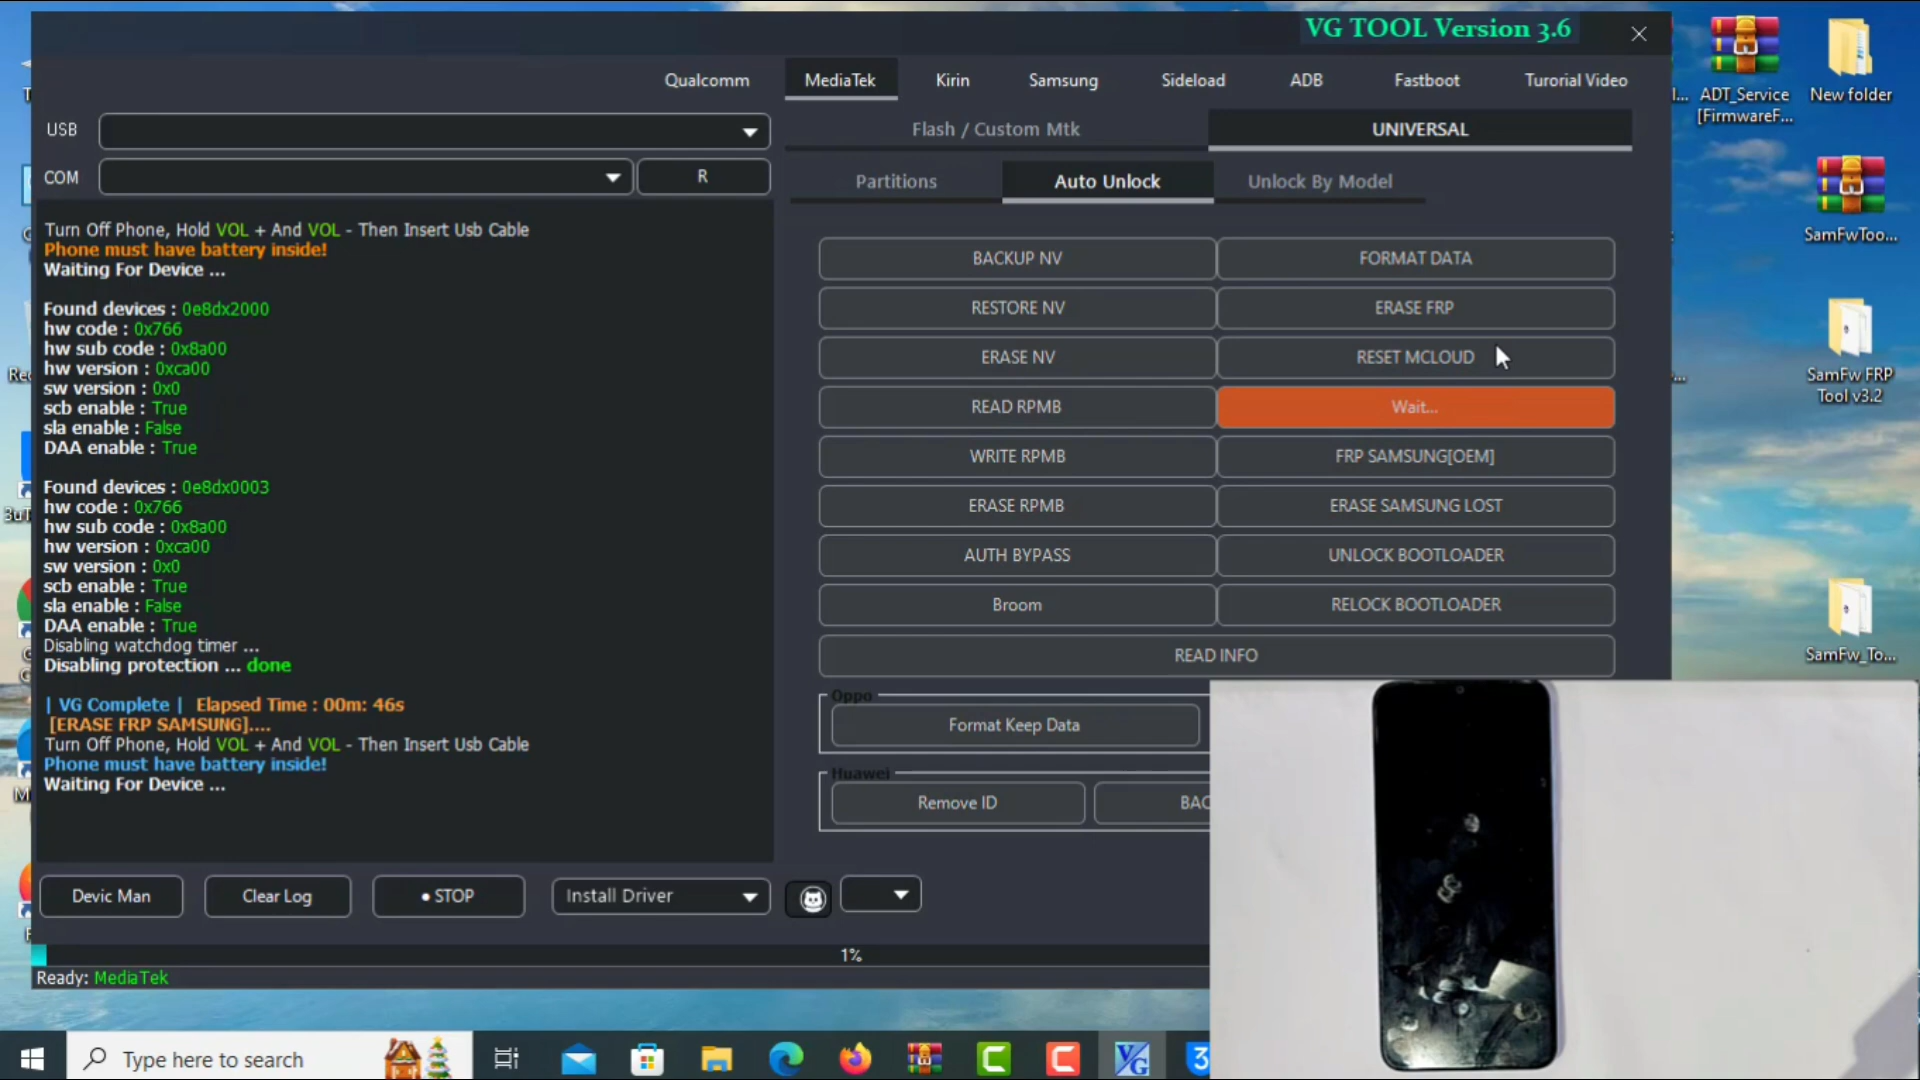 VG TOOL Version 3.6
Qualcomm
MediaTek
Kirin
Samsung
Sideload
ADB
Fastboot
Turorial Video
USB
COM
R
Flash / Custom Mtk
UNIVERSAL
Partitions
Auto Unlock
Unlock By Model
Turn Off Phone, Hold VOL + And VOL - Then Insert Usb Cable
Phone must have battery inside!
Waiting For Device ...
Found devices : 0e8dx2000
hw code : 0x766
hw sub code : 0x8a00
hw version : 0xca00
sw version : 0x0
scb enable : True
sla enable : False
DAA enable : True
Found devices : 0e8dx0003
hw code : 0x766
hw sub code : 0x8a00
hw version : 0xca00
sw version : 0x0
scb enable : True
sla enable : False
DAA enable : True
Disabling watchdog timer ...
Disabling protection ... done
| VG Complete | Elapsed Time : 00m: 46s
[ERASE FRP SAMSUNG]....
Turn Off Phone, Hold VOL + And VOL - Then Insert Usb Cable
Phone must have battery inside!
Waiting For Device ...
BACKUP NV
FORMAT DATA
RESTORE NV
ERASE FRP
ERASE NV
RESET MCLOUD
READ RPMB
Wait...
WRITE RPMB
FRP SAMSUNG[OEM]
ERASE RPMB
ERASE SAMSUNG LOST
AUTH BYPASS
UNLOCK BOOTLOADER
Broom
RELOCK BOOTLOADER
READ INFO
Oppo
Format Keep Data
Huawei
Remove ID
BAC
Devic Man
Clear Log
• STOP
Install Driver
1%
Ready: MediaTek
Type here to search
ADT_Service
[FirmwareF...
New folder
SamFwToo...
SamFw FRP
Tool v3.2
SamFw_To...